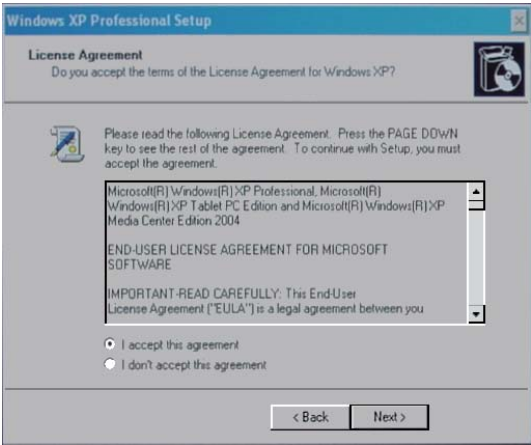 Windows XP Professional Setup
License Agreement
Do you accept the terms of the License Agreement for Windows XP?
Please read the following License Agreement. Press the PAGE DOWN
key to see the rest of the agreement. To continue with Setup, you must
accept the agreement.
Microsoft(R) Windows(R) XP Professional, Microsoft(R)
Windows(R) XP Tablet PC Edition and Microsoft(R) Windows(R) XP
Media Center Edition 2004
END-USER LICENSE AGREEMENT FOR MICROSOFT
SOFTWARE
IMPORTANT-READ CAREFULLY: This End-User
License Agreement ("EULA") is a legal agreement between you
I accept this agreement
I don't accept this agreement
< Back
Next >